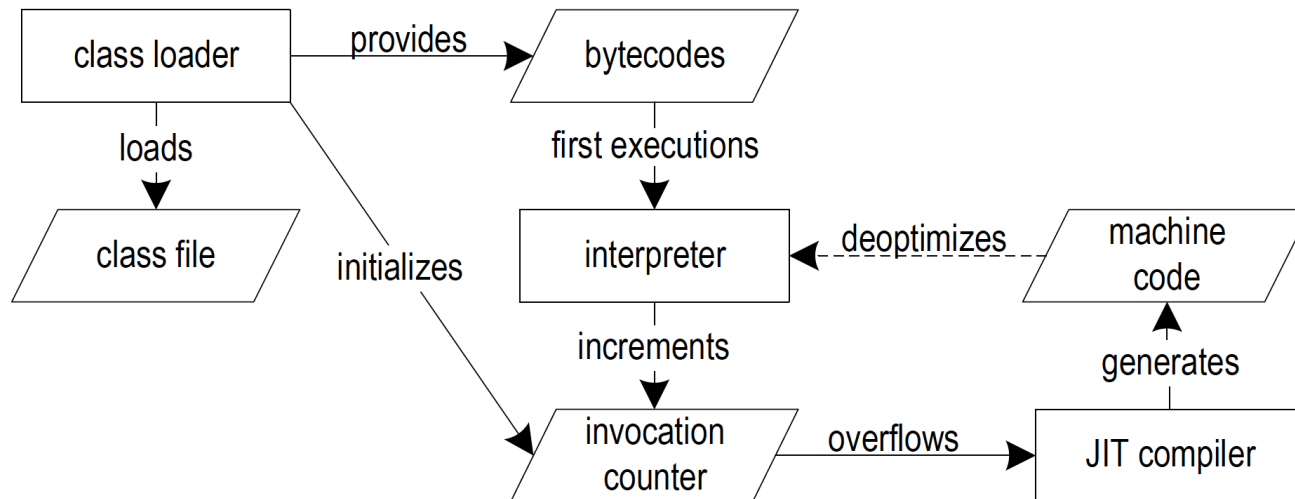 class loader
provides
bytecodes
loads
first executions
class file
initializes
interpreter
deoptimizes
machine
code
increments
generates
invocation
counter
overflows
JIT compiler